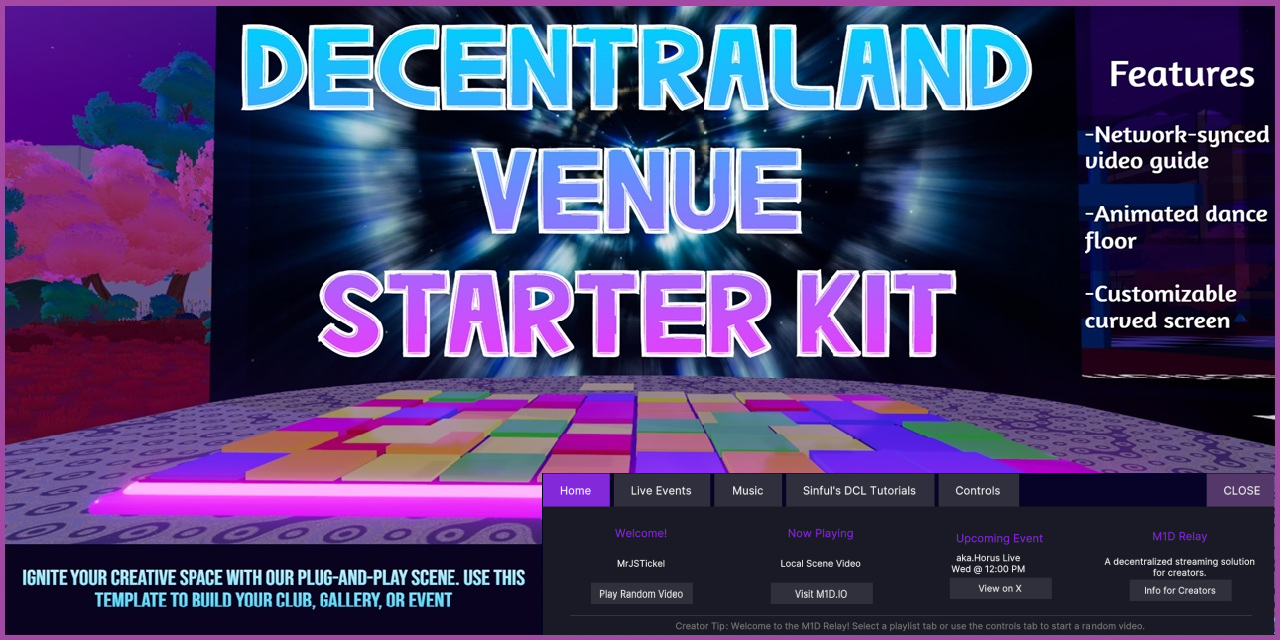 DECENTRALAND
VENUE
STARTER KIT
Features
-Network-synced
video guide
-Animated dance
floor
-Customizable
curved screen
Home
Live Events
Music
Sinful's DCL Tutorials
Controls
CLOSE
Welcome!
MrJSTickel
Play Random Video
Now Playing
Local Scene Video
Visit M1D.IO
Upcoming Event
aka.Horus Live
Wed @ 12:00 PM
View on X
M1D Relay
A decentralized streaming solution
for creators.
Info for Creators
Creator Tip: Welcome to the M1D Relay! Select a playlist tab or use the controls tab to start a random video.
IGNITE YOUR CREATIVE SPACE WITH OUR PLUG-AND-PLAY SCENE. USE THIS
TEMPLATE TO BUILD YOUR CLUB, GALLERY, OR EVENT